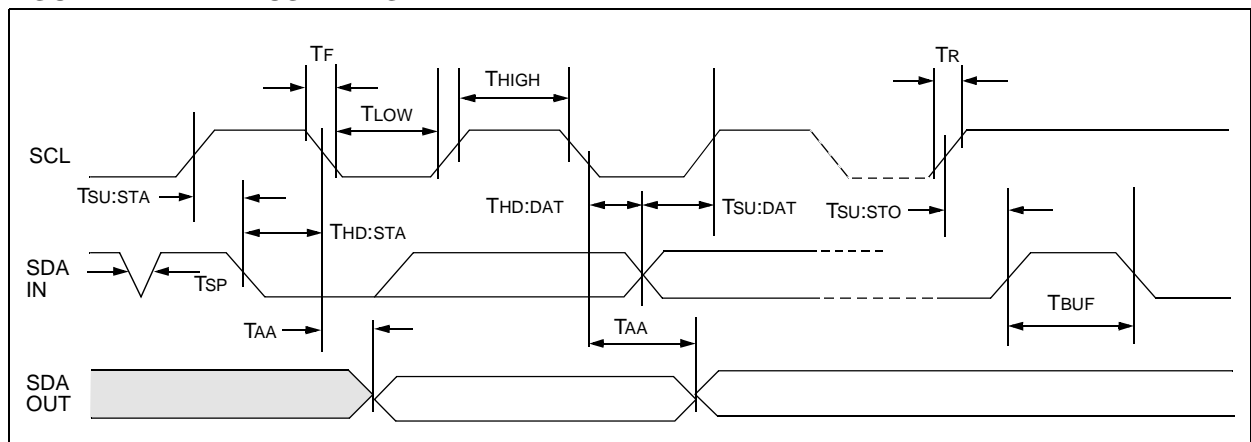 TF
TR
THIGH
TLOW
SCL
TSU:STA
THD:DAT
TSU:DAT
TSU:STO
THD:STA
SDA
IN
TSP
TBUF
TAA
TAA
SDA
OUT